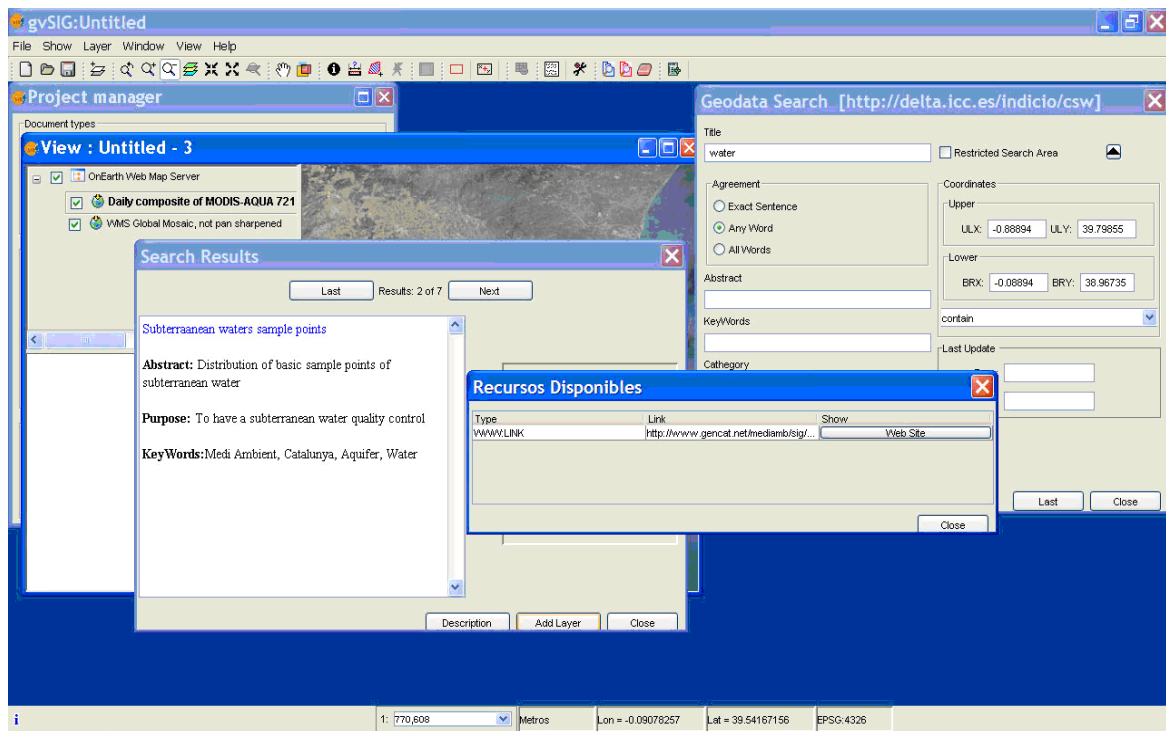 gvSIG:Untitled
File Show Layer Window View Help
Project manager
Document types
View : Untitled - 3
OnEarth Web Map Server
Daily composite of MODIS-AQUA 721
WMS Global Mosaic, not pan sharpened
Search Results
Last Results: 2 of 7 Next
Subterraanean waters sample points
Abstract: Distribution of basic sample points of
subterranean water
Purpose: To have a subterranean water quality control
KeyWords:Medi Ambient, Catalunya, Aquifer, Water
Description Add Layer Close
Recursos Disponibles
Type Link Show
WWW:LINK http://www.gencat.net/mediamb/sig/... Web Site
Close
Geodata Search [http://delta.icc.es/indicio/csw]
Title
water Restricted Search Area
Agreement
Exact Sentence
Any Word
All Words
Coordinates
Upper
ULX: -0.88894 ULY: 39.79855
Lower
BRX: -0.08894 BRY: 38.96735
contain
Abstract
KeyWords
Cathegory
Last Update
Last Close
1: 770,608 Metros Lon = -0.09078257 Lat = 39.54167156 EPSG:4326